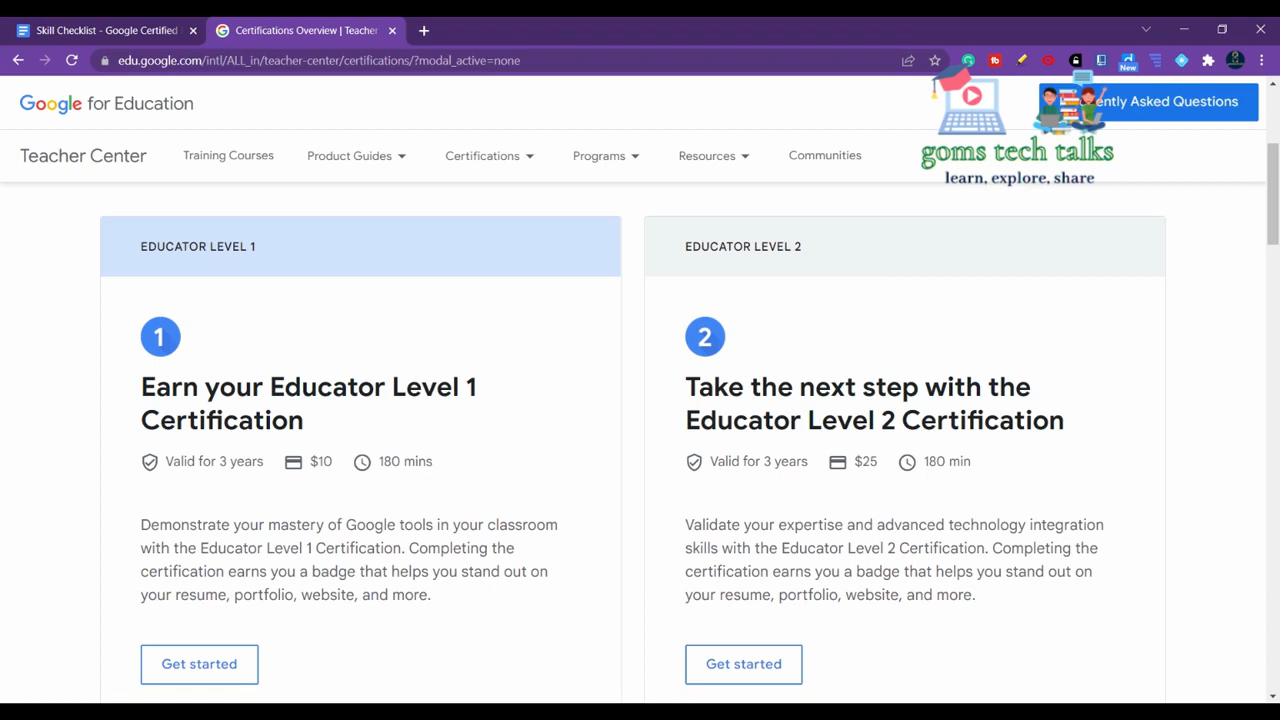 Skill Checklist - Google Certified
Certifications Overview | Teacher
edu.google.com/intl/ALL_in/teacher-center/certifications/?modal_active=none
New
Google for Education
ently Asked Questions
Teacher Center
Training Courses
Product Guides
Certifications
Programs
Resources
Communities
goms tech talks
learn, explore, share
EDUCATOR LEVEL 1
1
Earn your Educator Level 1
Certification
Valid for 3 years $10 180 mins
Demonstrate your mastery of Google tools in your classroom
with the Educator Level 1 Certification. Completing the
certification earns you a badge that helps you stand out on
your resume, portfolio, website, and more.
Get started
EDUCATOR LEVEL 2
2
Take the next step with the
Educator Level 2 Certification
Valid for 3 years $25 180 min
Validate your expertise and advanced technology integration
skills with the Educator Level 2 Certification. Completing the
certification earns you a badge that helps you stand out on
your resume, portfolio, website, and more.
Get started